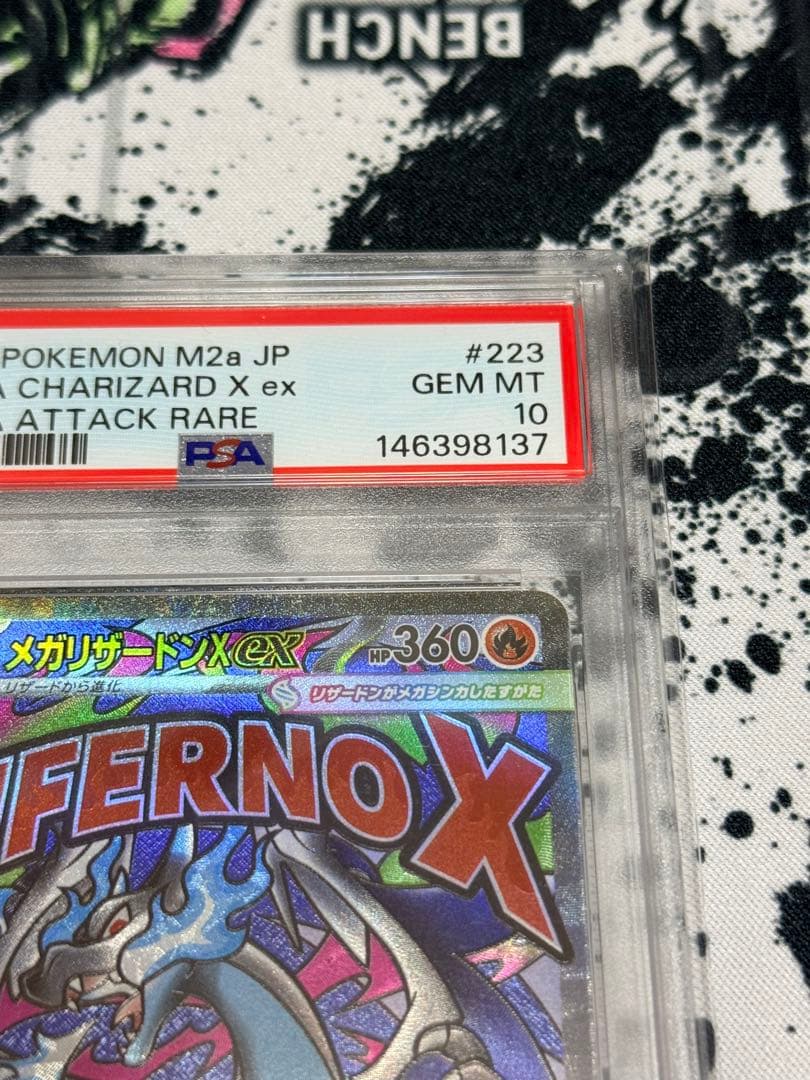 BENCH
POKEMON M2a JP #223
A CHARIZARD X ex GEM MT
A ATTACK RARE 10
PSA 146398137
メガリザードンXex HP360
リザードから進化 リザードンがメガシンカしたすがた
FERNO X